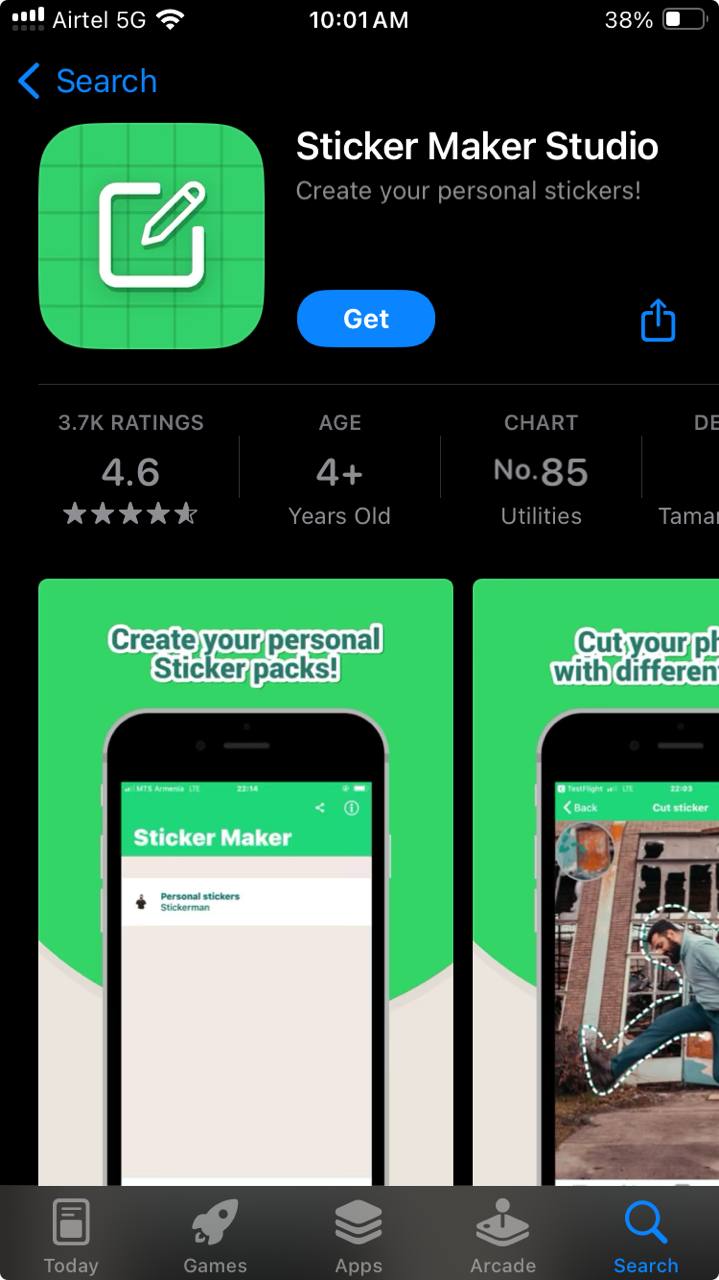 Airtel 5G 10:01 AM 38%
Search
Sticker Maker Studio
Create your personal stickers!
Get
3.7K RATINGS AGE CHART DE
4.6 4+ No.85
Years Old Utilities Tamar
Create your personal
Sticker packs!
MTS Armenia LTE 22:14
Sticker Maker
Personal stickers
Stickerman
Cut your ph
with differen
TestFlight LTE 22:03
Back Cut sticker
Today Games Apps Arcade Search